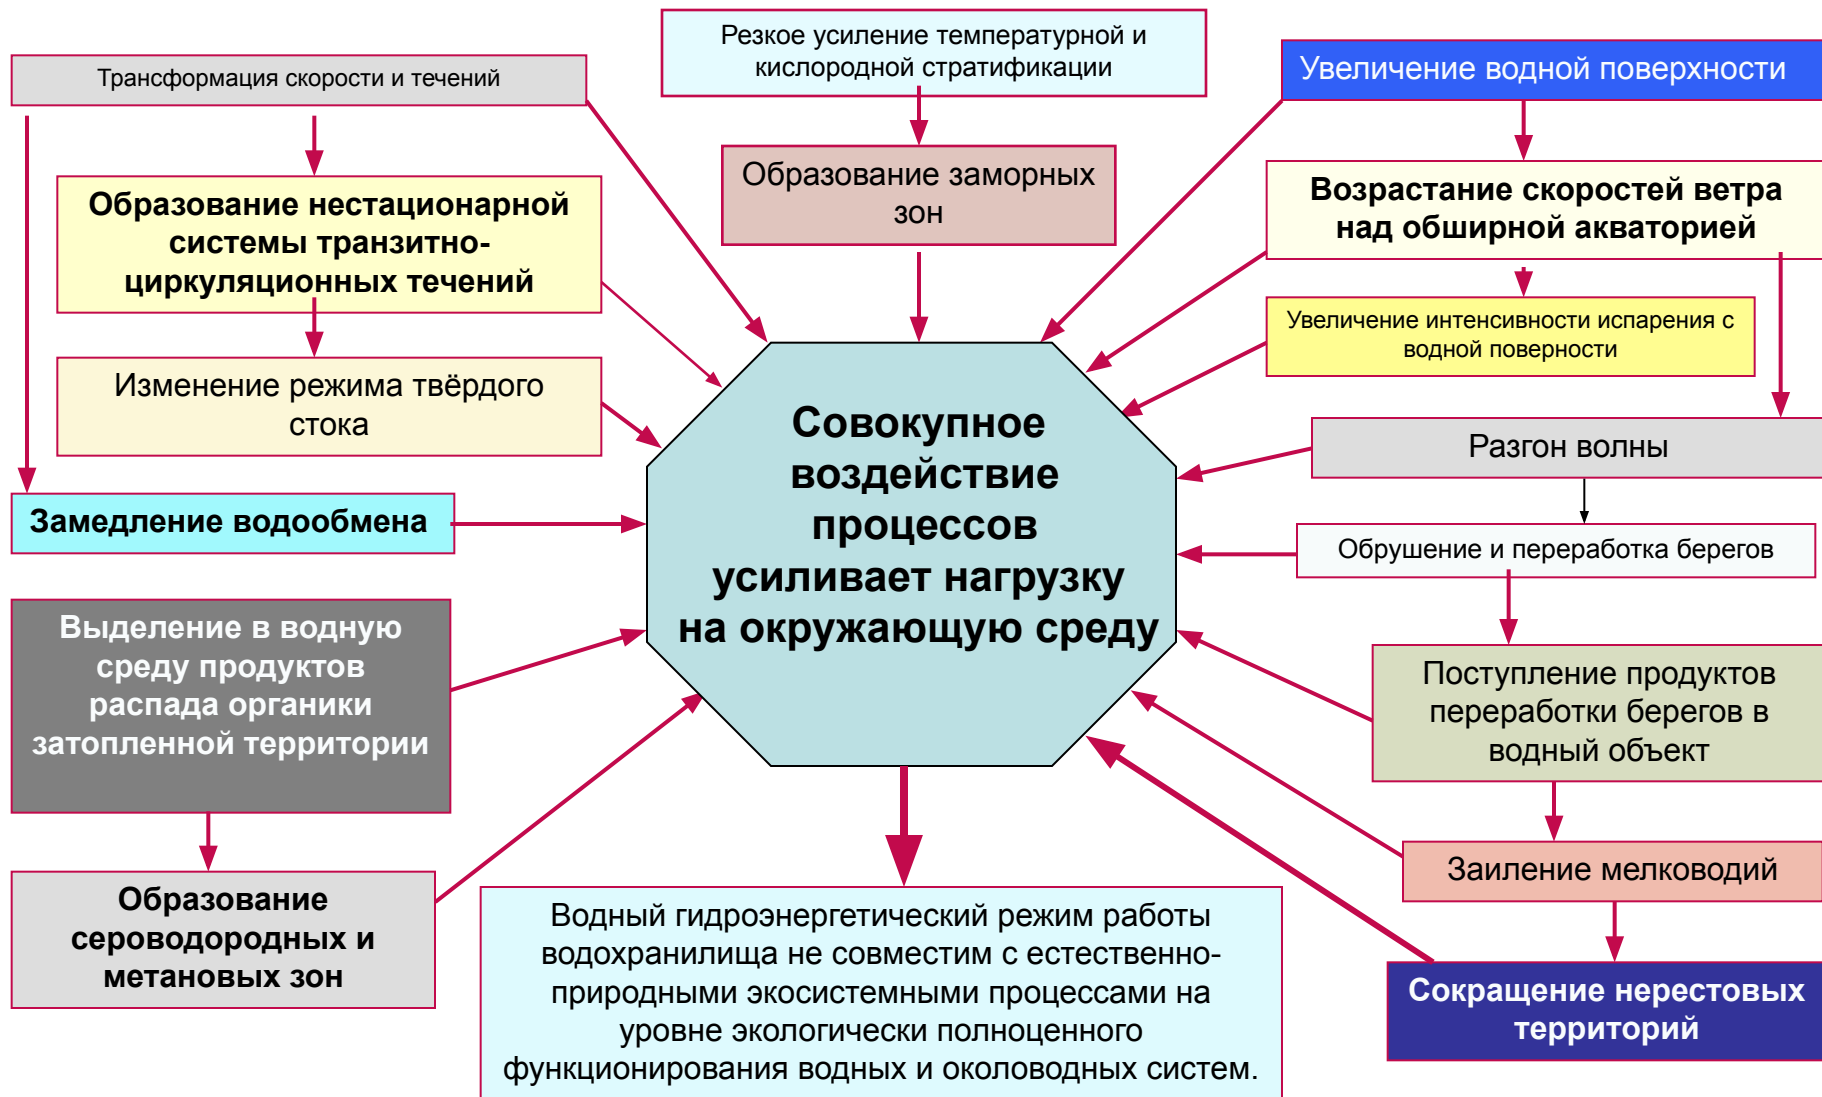 Резкое усиление температурной и
кислородной стратификации
Трансформация скорости и течений
Увеличение водной поверхности
Образование заморных
зон
Образование нестационарной
системы транзитно-
циркуляционных течений
Возрастание скоростей ветра
над обширной акваторией
Увеличение интенсивности испарения с
водной поверности
Изменение режима твёрдого
стока
Разгон волны
Замедление водообмена
Совокупное
воздействие
процессов
усиливает нагрузку
на окружающую среду
Обрушение и переработка берегов
Выделение в водную
среду продуктов
распада органики
затопленной территории
Поступление продуктов
переработки берегов в
водный объект
Заиление мелководий
Образование
сероводородных и
метановых зон
Водный гидроэнергетический режим работы
водохранилища не совместим с естественно-
природными экосистемными процессами на
уровне экологически полноценного
функционирования водных и околоводных систем.
Сокращение нерестовых
территорий